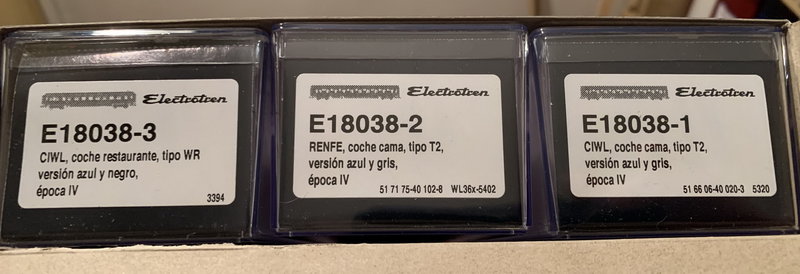 Electrotren
E18038-3
CIWL, coche restaurante, tipo WR
versión azul y negro,
época IV
3394
Electrotren
E18038-2
RENFE, coche cama, tipo T2,
versión azul y gris,
época IV
51 71 75-40 102-8 WL36x-5402
Electrotren
E18038-1
CIWL, coche cama, tipo T2,
versión azul y gris,
época IV
51 66 06-40 020-3 5320